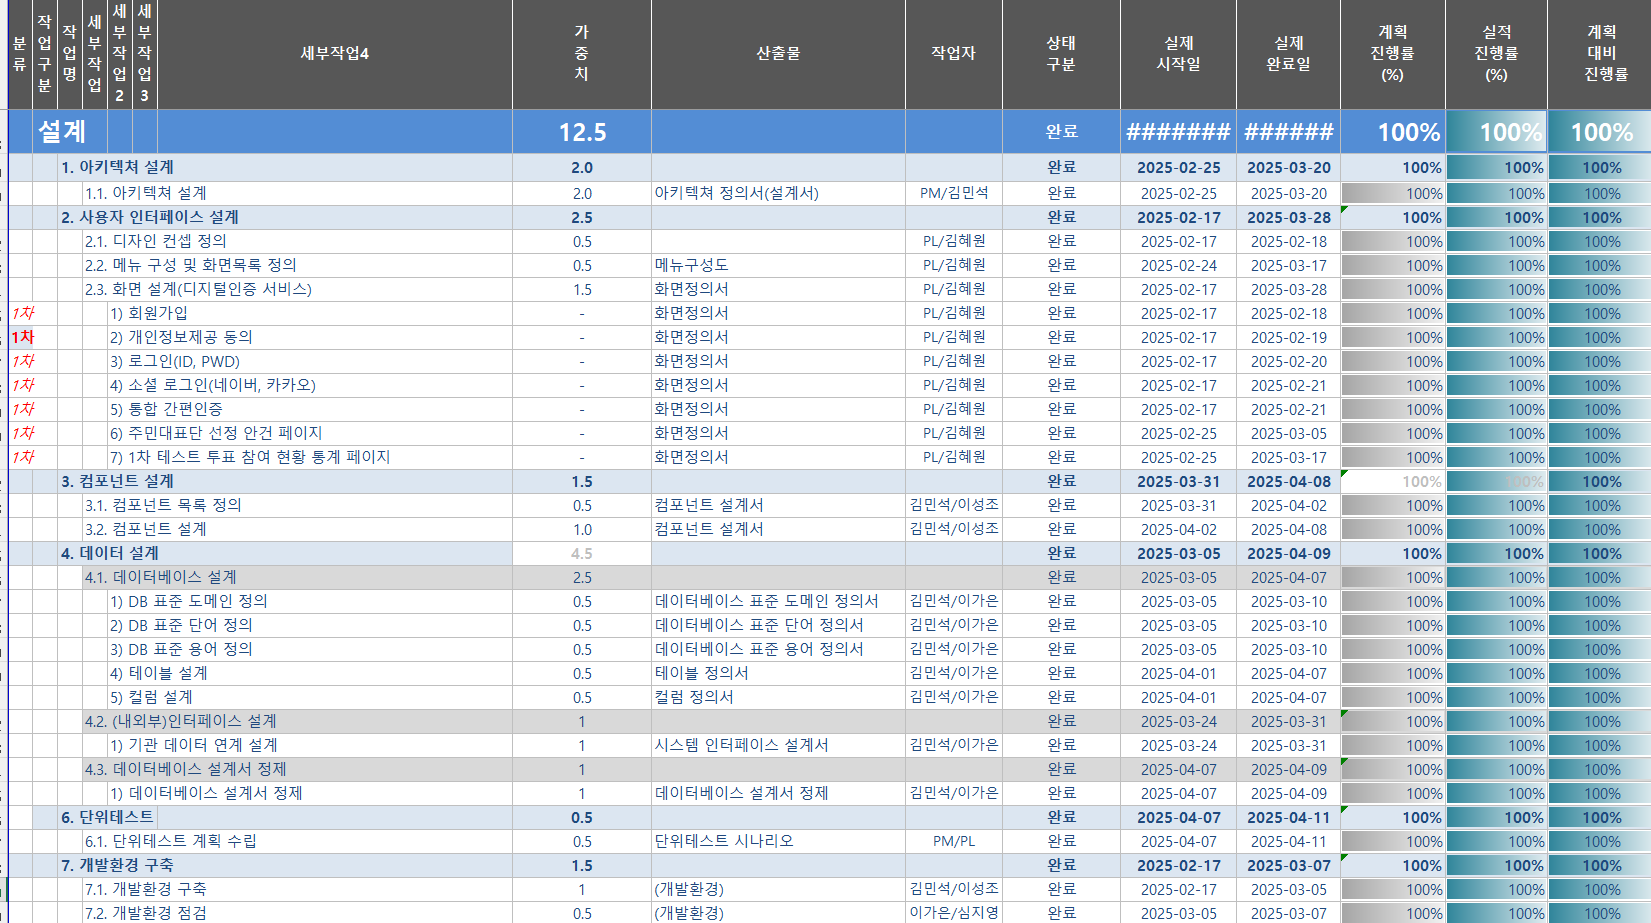 분류 작업구분 작업명 세부작업 세부작업2 세부작업3 세부작업4 가중치 산출물 작업자 상태구분 실제시작일 실제완료일 계획진행률(%) 실적진행률(%) 계획대비진행률
설계 12.5 완료 ####### ###### 100% 100% 100%
1. 아키텍쳐 설계 2.0 완료 2025-02-25 2025-03-20 100% 100% 100%
1.1. 아키텍쳐 설계 2.0 아키텍쳐 정의서(설계서) PM/김민석 완료 2025-02-25 2025-03-20 100% 100% 100%
2. 사용자 인터페이스 설계 2.5 완료 2025-02-17 2025-03-28 100% 100% 100%
2.1. 디자인 컨셉 정의 0.5 PL/김혜원 완료 2025-02-17 2025-02-18 100% 100% 100%
2.2. 메뉴 구성 및 화면목록 정의 0.5 메뉴구성도 PL/김혜원 완료 2025-02-24 2025-03-17 100% 100% 100%
2.3. 화면 설계(디지털인증 서비스) 1.5 화면정의서 PL/김혜원 완료 2025-02-17 2025-03-28 100% 100% 100%
1차 1) 회원가입 - 화면정의서 PL/김혜원 완료 2025-02-17 2025-02-18 100% 100% 100%
1차 2) 개인정보제공 동의 - 화면정의서 PL/김혜원 완료 2025-02-17 2025-02-19 100% 100% 100%
1차 3) 로그인(ID, PWD) - 화면정의서 PL/김혜원 완료 2025-02-17 2025-02-20 100% 100% 100%
1차 4) 소셜 로그인(네이버, 카카오) - 화면정의서 PL/김혜원 완료 2025-02-17 2025-02-21 100% 100% 100%
1차 5) 통합 간편인증 - 화면정의서 PL/김혜원 완료 2025-02-17 2025-02-21 100% 100% 100%
1차 6) 주민대표단 선정 안건 페이지 - 화면정의서 PL/김혜원 완료 2025-02-25 2025-03-05 100% 100% 100%
1차 7) 1차 테스트 투표 참여 현황 통계 페이지 - 화면정의서 PL/김혜원 완료 2025-02-25 2025-03-17 100% 100% 100%
3. 컴포넌트 설계 1.5 완료 2025-03-31 2025-04-08 100% 100% 100%
3.1. 컴포넌트 목록 정의 0.5 컴포넌트 설계서 김민석/이성조 완료 2025-03-31 2025-04-02 100% 100% 100%
3.2. 컴포넌트 설계 1.0 컴포넌트 설계서 김민석/이성조 완료 2025-04-02 2025-04-08 100% 100% 100%
4. 데이터 설계 4.5 완료 2025-03-05 2025-04-09 100% 100% 100%
4.1. 데이터베이스 설계 2.5 완료 2025-03-05 2025-04-07 100% 100% 100%
1) DB 표준 도메인 정의 0.5 데이터베이스 표준 도메인 정의서 김민석/이가은 완료 2025-03-05 2025-03-10 100% 100% 100%
2) DB 표준 단어 정의 0.5 데이터베이스 표준 단어 정의서 김민석/이가은 완료 2025-03-05 2025-03-10 100% 100% 100%
3) DB 표준 용어 정의 0.5 데이터베이스 표준 용어 정의서 김민석/이가은 완료 2025-03-05 2025-03-10 100% 100% 100%
4) 테이블 설계 0.5 테이블 정의서 김민석/이가은 완료 2025-04-01 2025-04-07 100% 100% 100%
5) 컬럼 설계 0.5 컬럼 정의서 김민석/이가은 완료 2025-04-01 2025-04-07 100% 100% 100%
4.2. (내외부)인터페이스 설계 1 완료 2025-03-24 2025-03-31 100% 100% 100%
1) 기관 데이터 연계 설계 1 시스템 인터페이스 설계서 김민석/이가은 완료 2025-03-24 2025-03-31 100% 100% 100%
4.3. 데이터베이스 설계서 정제 1 완료 2025-04-07 2025-04-09 100% 100% 100%
1) 데이터베이스 설계서 정제 1 데이터베이스 설계서 정제 김민석/이가은 완료 2025-04-07 2025-04-09 100% 100% 100%
6. 단위테스트 0.5 완료 2025-04-07 2025-04-11 100% 100% 100%
6.1. 단위테스트 계획 수립 0.5 단위테스트 시나리오 PM/PL 완료 2025-04-07 2025-04-11 100% 100% 100%
7. 개발환경 구축 1.5 완료 2025-02-17 2025-03-07 100% 100% 100%
7.1. 개발환경 구축 1 (개발환경) 김민석/이성조 완료 2025-02-17 2025-03-05 100% 100% 100%
7.2. 개발환경 점검 0.5 (개발환경) 이가은/심지영 완료 2025-03-05 2025-03-07 100% 100% 100%